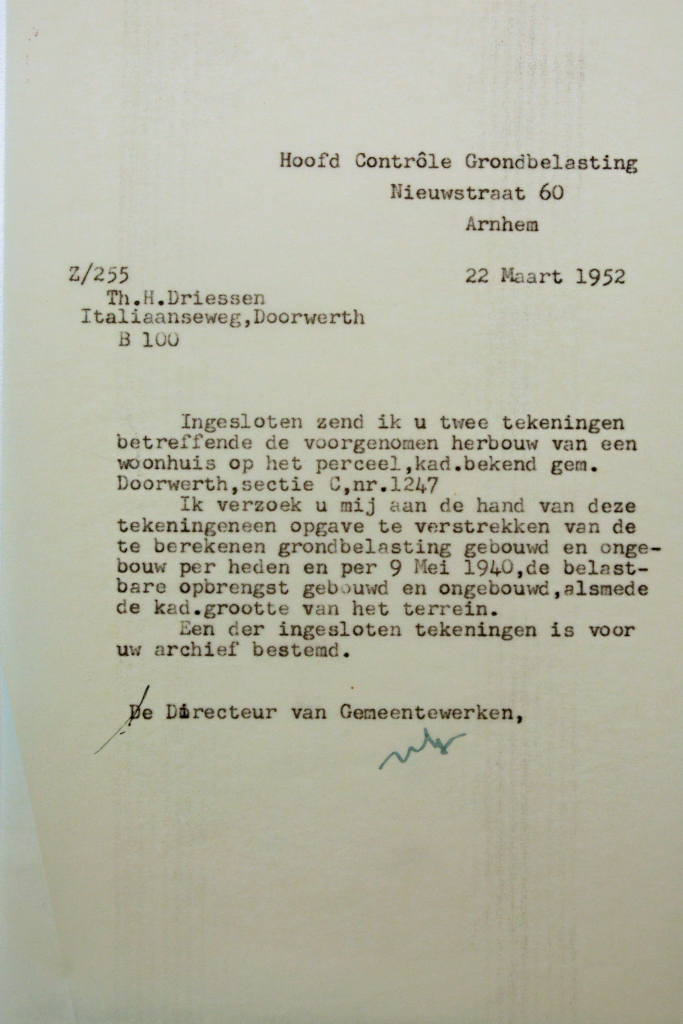 Hoofd Contrôle Grondbelasting
Nieuwstraat 60
Arnhem
Z/255
22 Maart 1952
Th.H.Driessen
Italiaanseweg,Doorwerth
B 100
Ingesloten zend ik u twee tekeningen
betreffende de voorgenomen herbouw van een
woonhuis op het perceel,kad.bekend gem.
Doorwerth,sectie C,nr.1247
Ik verzoek u mij aan de hand van deze
tekeningeneen opgave te verstrekken van de
te berekenen grondbelasting gebouwd en onge-
bouw per heden en per 9 Mei 1940,de belast-
bare opbrengst gebouwd en ongebouwd,alsmede
de kad.grootte van het terrein.
Een der ingesloten tekeningen is voor
uw archief bestemd.
De Directeur van Gemeentewerken,